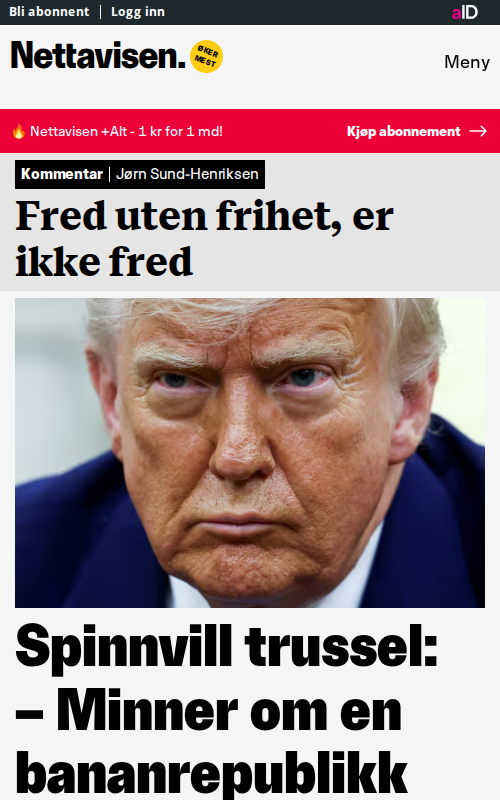 Bli abonnent | Logg inn
aID
Nettavisen.
ØKER
MEST
Meny
🔥 Nettavisen +Alt - 1 kr for 1 md!
Kjøp abonnement →
Kommentar | Jørn Sund-Henriksen
Fred uten frihet, er
ikke fred
Spinnvill trussel:
– Minner om en
bananrepublikk